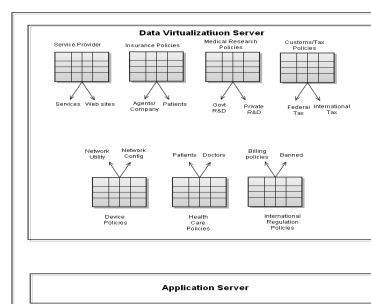 Data Virtualizatiuon Server
Service Provider
Insurance Policies
Medical Research
Policies
Customs/Tax
Policies
Services
Web sites
Agents/
Company
Patients
Govt
R&D
Private
R&D
Federal
Tax
International
Tax
Network
Utility
Network
Config
Patients
Doctors
Billing
policies
Banned
Device
Policies
Health
Care
Policies
International
Regulation
Policies
Application Server